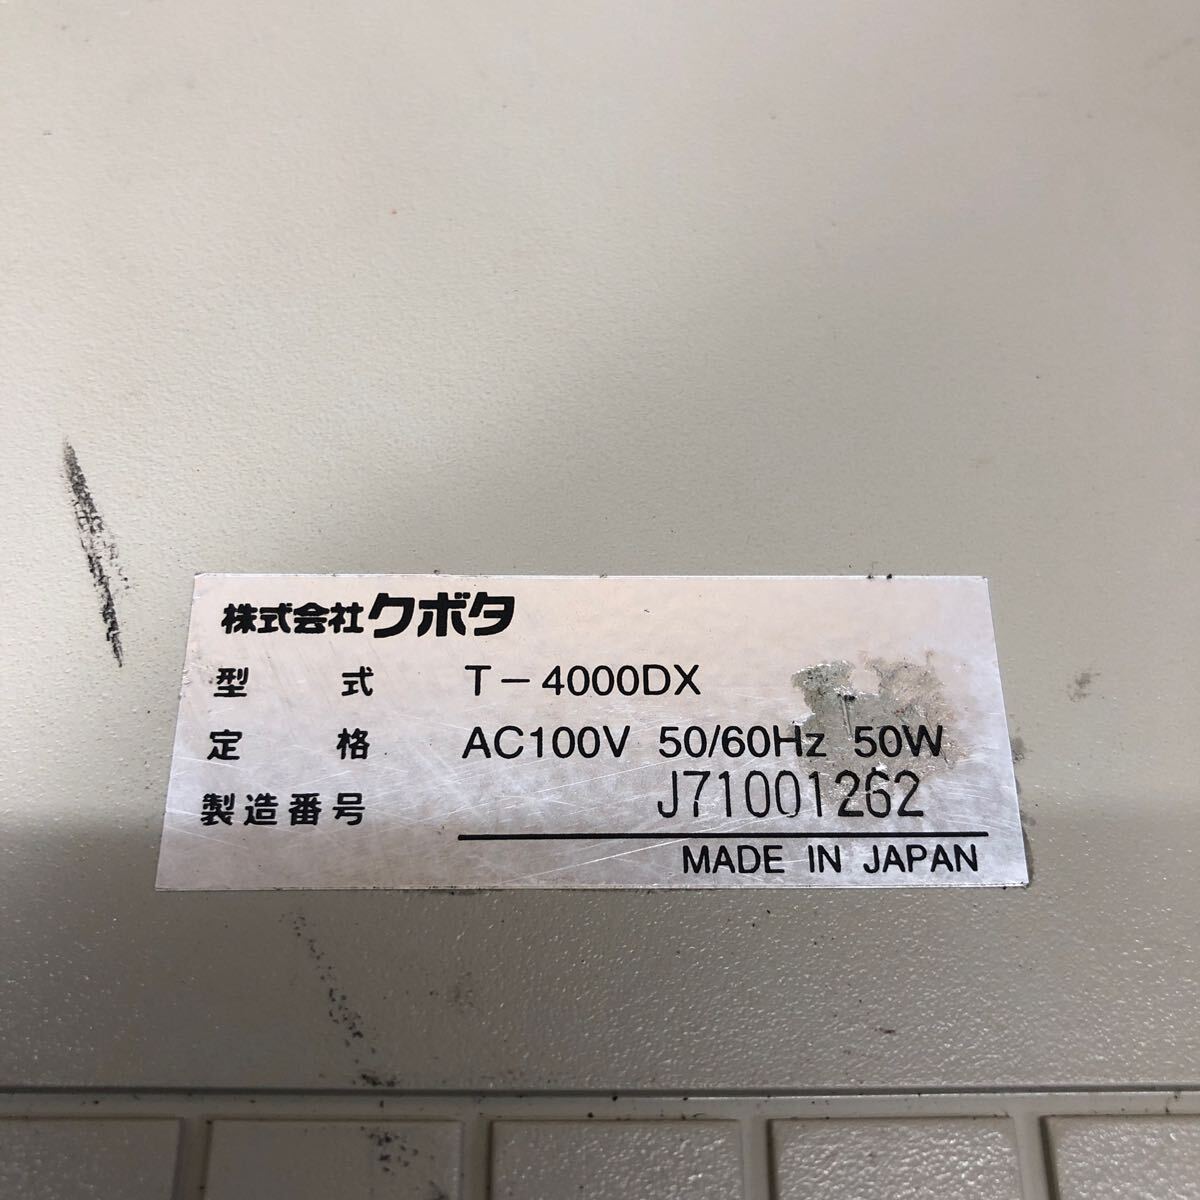 株式会社クボタ
型 式 T-4000DX
定 格 AC100V 50/60Hz 50W
製造番号 J71001262
MADE IN JAPAN